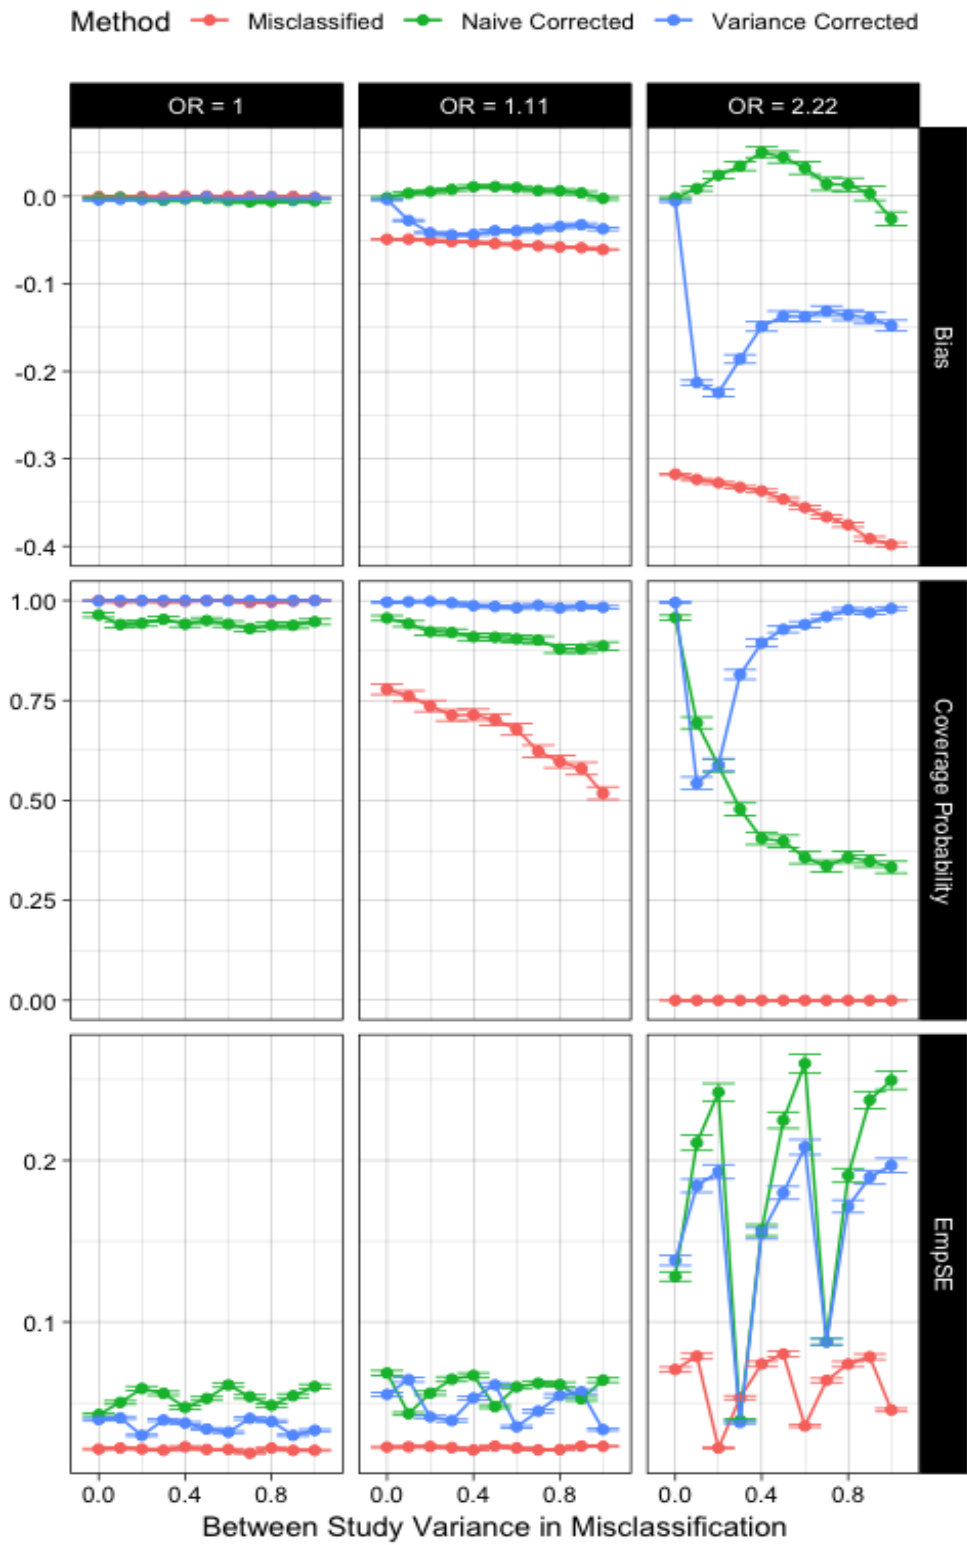 Method Misclassified Naive Corrected Variance Corrected
OR = 1 OR = 1.11 OR = 2.22
0.0
-0.1
-0.2
-0.3
-0.4
Bias
1.00
0.75
0.50
0.25
0.00
Coverage Probability
0.2
0.1
EmpSE
0.0 0.4 0.8 0.0 0.4 0.8 0.0 0.4 0.8
Between Study Variance in Misclassification